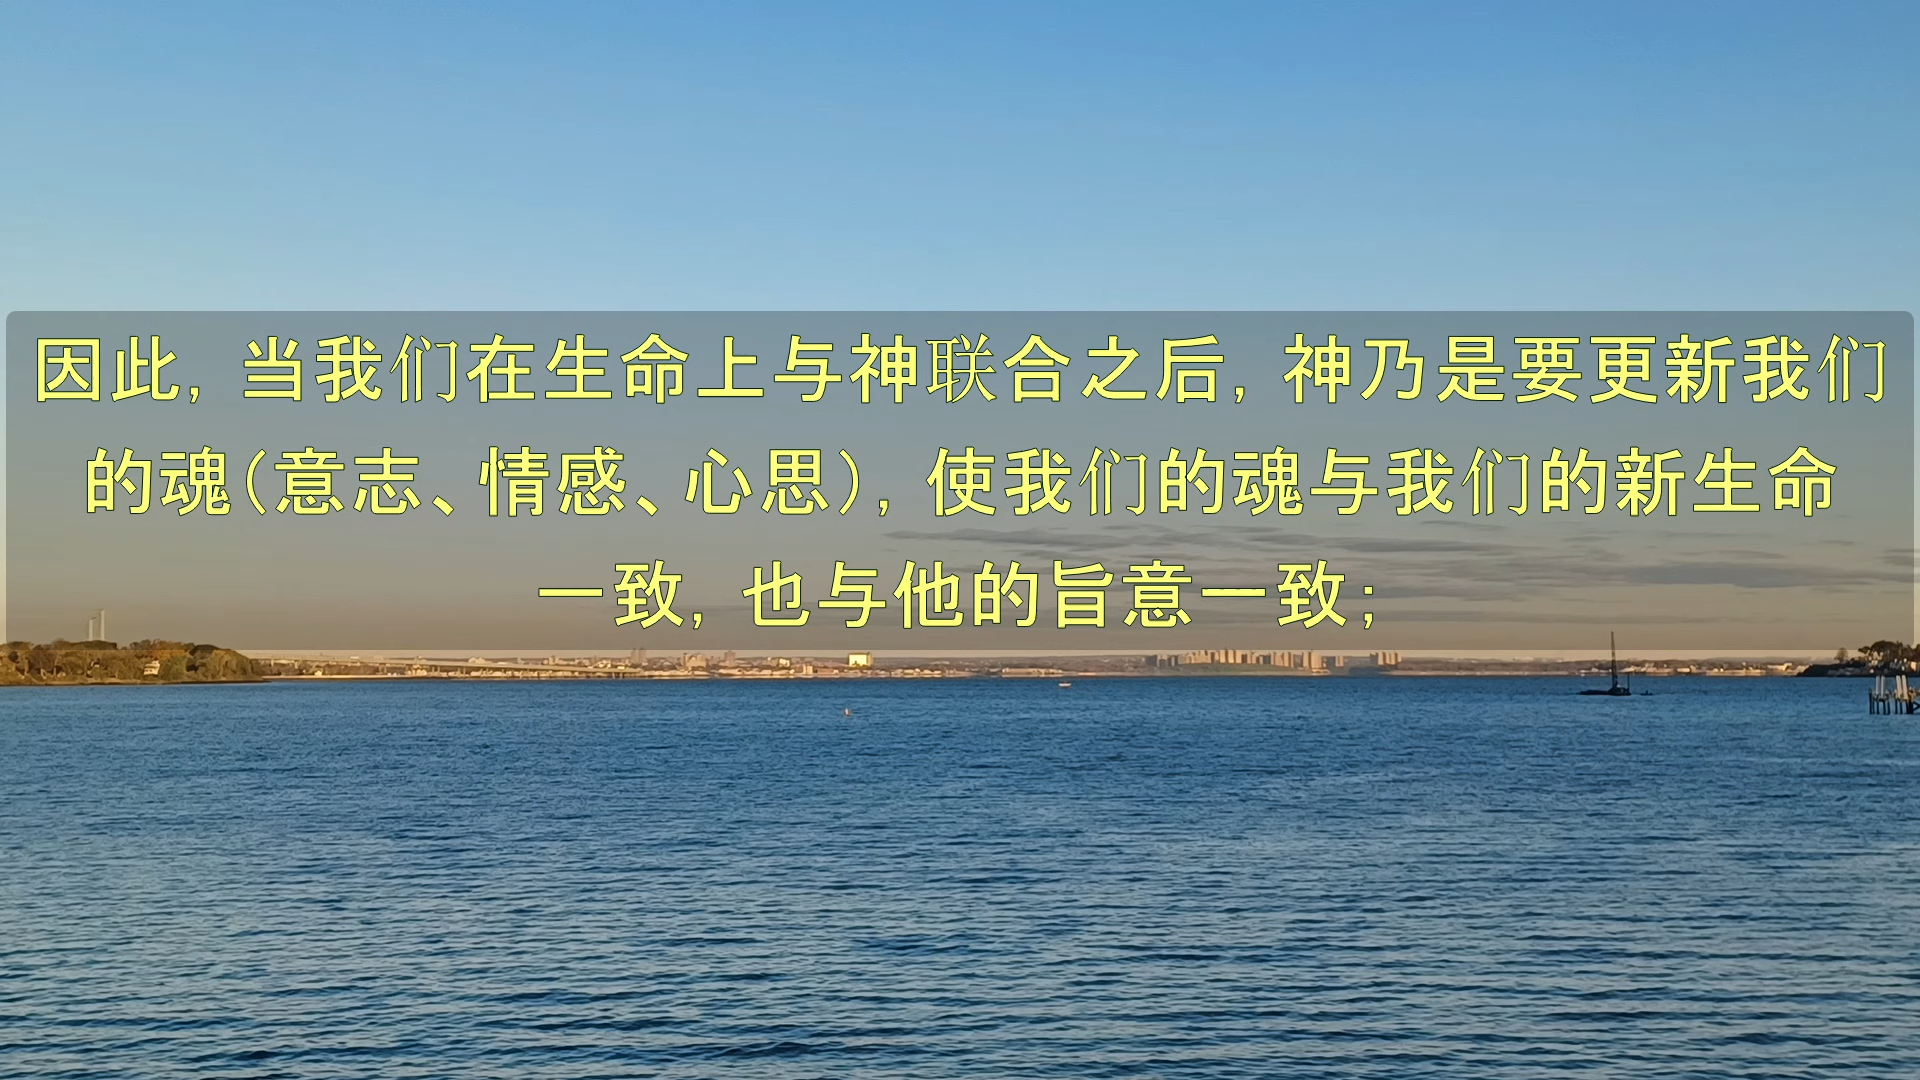 因此，当我们在生命上与神联合之后，神乃是要更新我们
的魂（意志、情感、心思），使我们的魂与我们的新生命
一致，也与他的旨意一致；